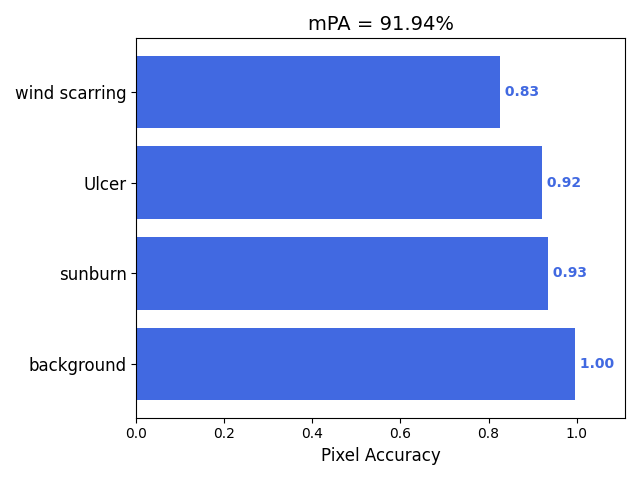 mPA = 91.94%
wind scarring 0.83
Ulcer 0.92
sunburn 0.93
background 1.00
0.0 0.2 0.4 0.6 0.8 1.0
Pixel Accuracy